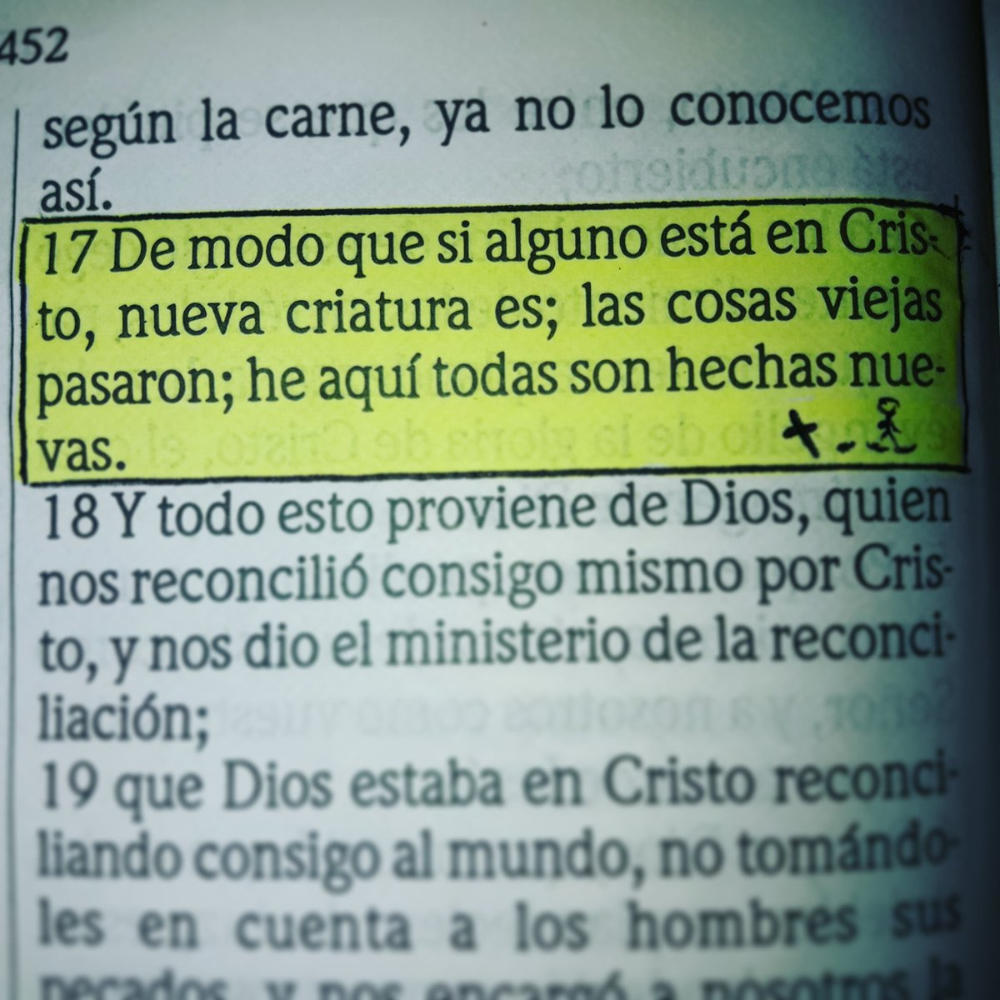 452
según la carne, ya no lo conocemos
así.
17 De modo que si alguno está en Cris-
to, nueva criatura es; las cosas viejas
pasaron; he aquí todas son hechas nue-
vas.
18 Y todo esto proviene de Dios, quien
nos reconcilió consigo mismo por Cris-
to, y nos dio el ministerio de la reconci-
liación;
19 que Dios estaba en Cristo reconci-
liando consigo al mundo, no tomándo-
les en cuenta a los hombres sus
pecados, y nos encargó a nosotros la